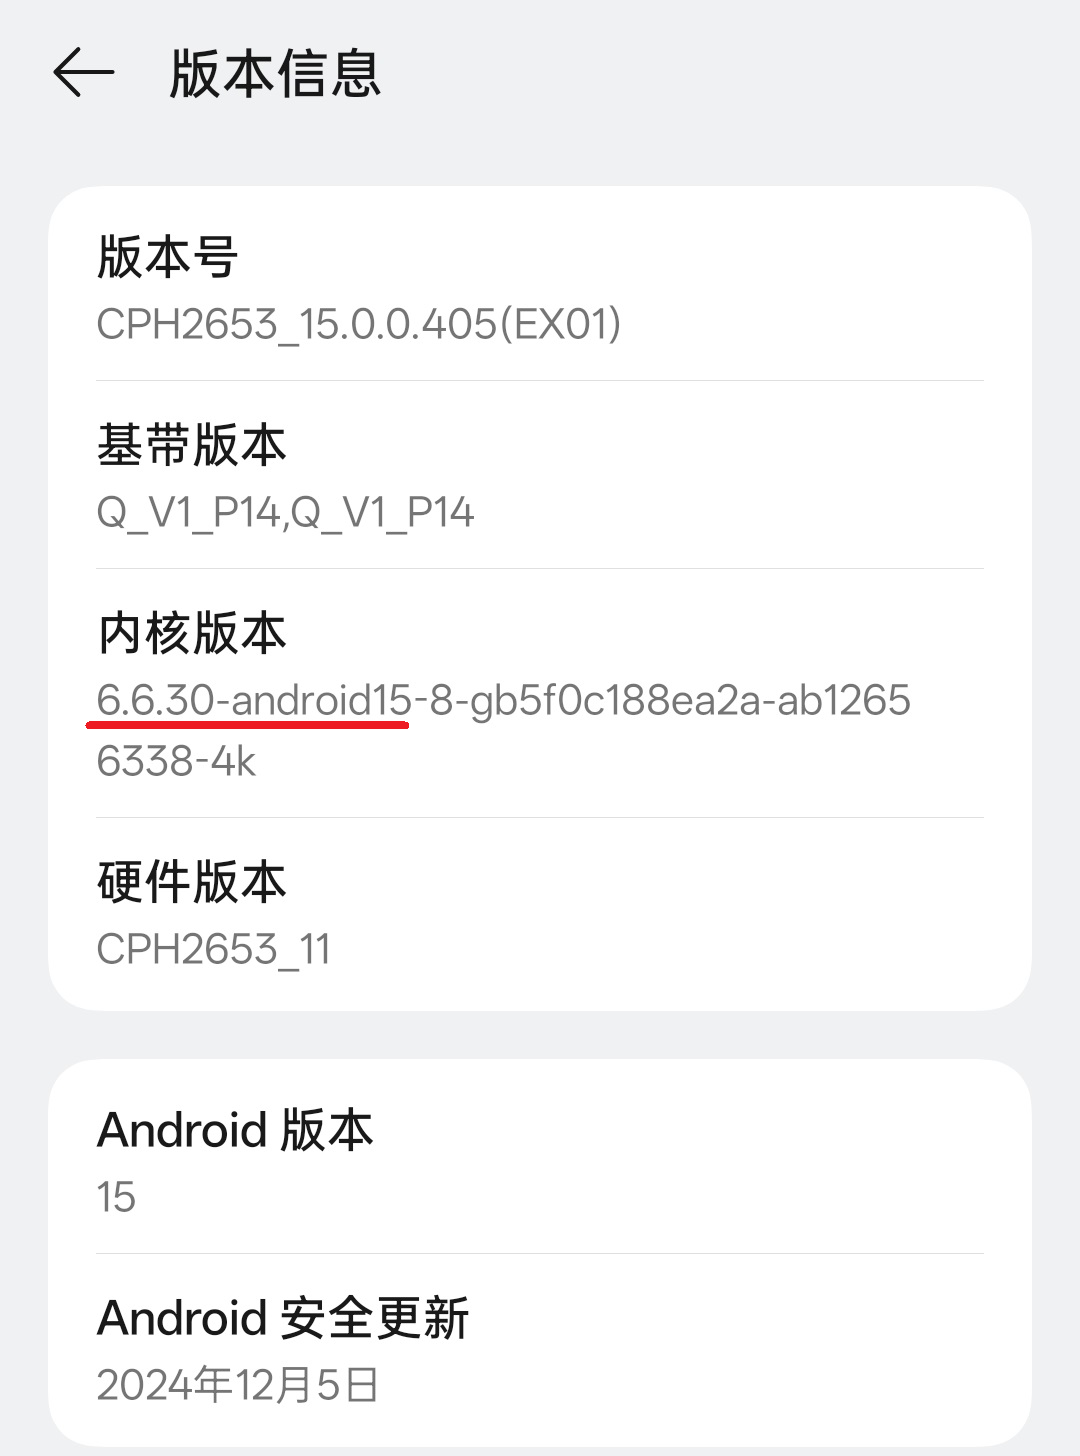 版本信息
版本号
CPH2653_15.0.0.405(EX01)
基带版本
Q_V1_P14,Q_V1_P14
内核版本
6.6.30-android15-8-gb5f0c188ea2a-ab1265
6338-4k
硬件版本
CPH2653_11
Android 版本
15
Android 安全更新
2024年12月5日